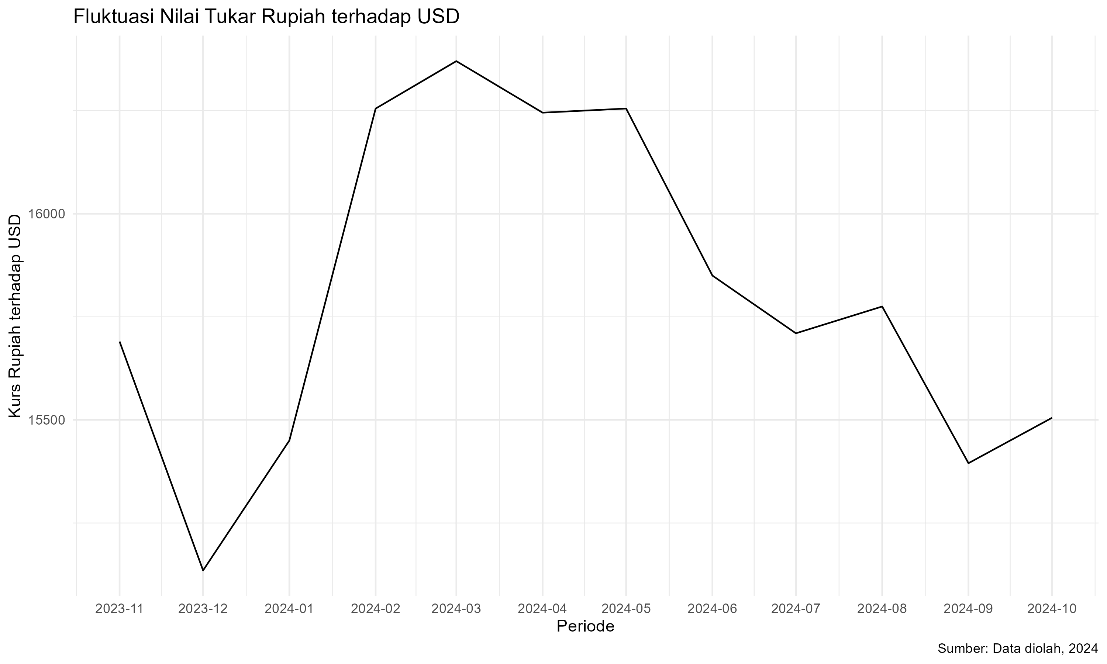 Fluktuasi Nilai Tukar Rupiah terhadap USD
Kurs Rupiah terhadap USD
16000
15500
2023-11 2023-12 2024-01 2024-02 2024-03 2024-04 2024-05 2024-06 2024-07 2024-08 2024-09 2024-10
Periode
Sumber: Data diolah, 2024